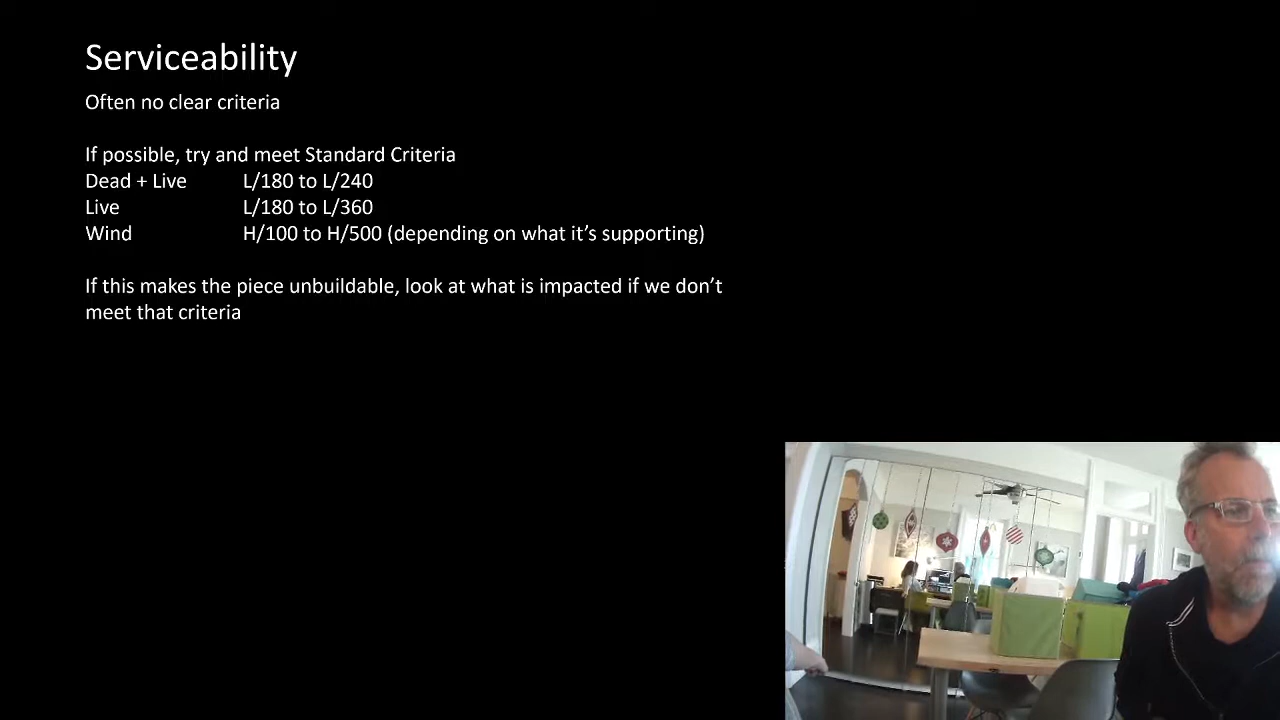 Serviceability
Often no clear criteria
If possible, try and meet Standard Criteria
Dead + Live L/180 to L/240
Live L/180 to L/360
Wind H/100 to H/500 (depending on what it's supporting)
If this makes the piece unbuildable, look at what is impacted if we don't
meet that criteria